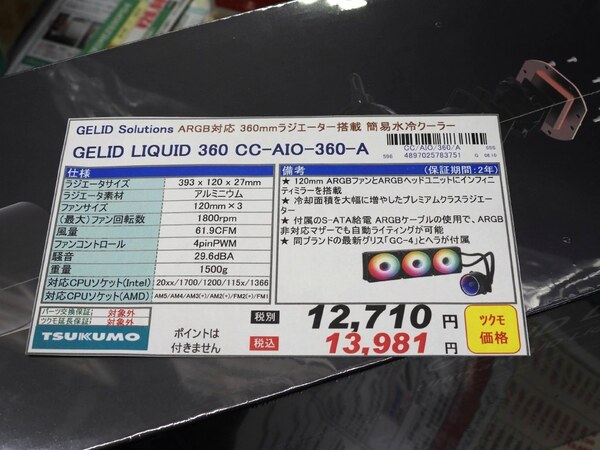 GELID Solutions ARGB対応 360mmラジエーター搭載 簡易水冷クーラー
GELID LIQUID 360 CC-AIO-360-A
CC/AIO/360/A
4897025783751
仕様
ラジエータサイズ 393 x 120 x 27mm
ラジエータ素材 アルミニウム
ファンサイズ 120mm×3
(最大)ファン回転数 1800rpm
風量 61.9CFM
ファンコントロール 4pinPWM
騒音 29.6dBA
重量 1500g
対応CPUソケット(Intel) 20xx/1700/1200/115x/1366
対応CPUソケット(AMD) AM5/AM4/AM3(+)/AM2(+)/FM2(+)/FM1
備考 (保証期間:2年)
★ 120mm ARGBファンとARGBヘッドユニットにインフィニ
ティミラーを搭載
★ 冷却面積を大幅に増やしたプレミアムクラスラジエー
ター
★ 付属のS-ATA給電 ARGBケーブルの使用で、ARGB
非対応マザーでも自動ライティングが可能
★ 同ブランドの最新グリス「GC-4」とヘラが付属
パーツ交換保証: 対象外
ツクモ延長保証: 対象外
TSUKUMO
ポイントは
付きません
税別 12,710 円
税込 13,981 円
ツクモ
価格